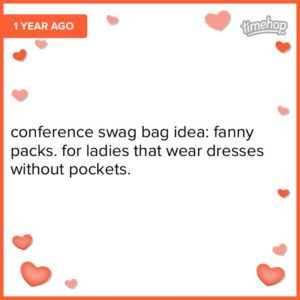 1 YEAR AGO
timehop
conference swag bag idea: fanny
packs. for ladies that wear dresses
without pockets.